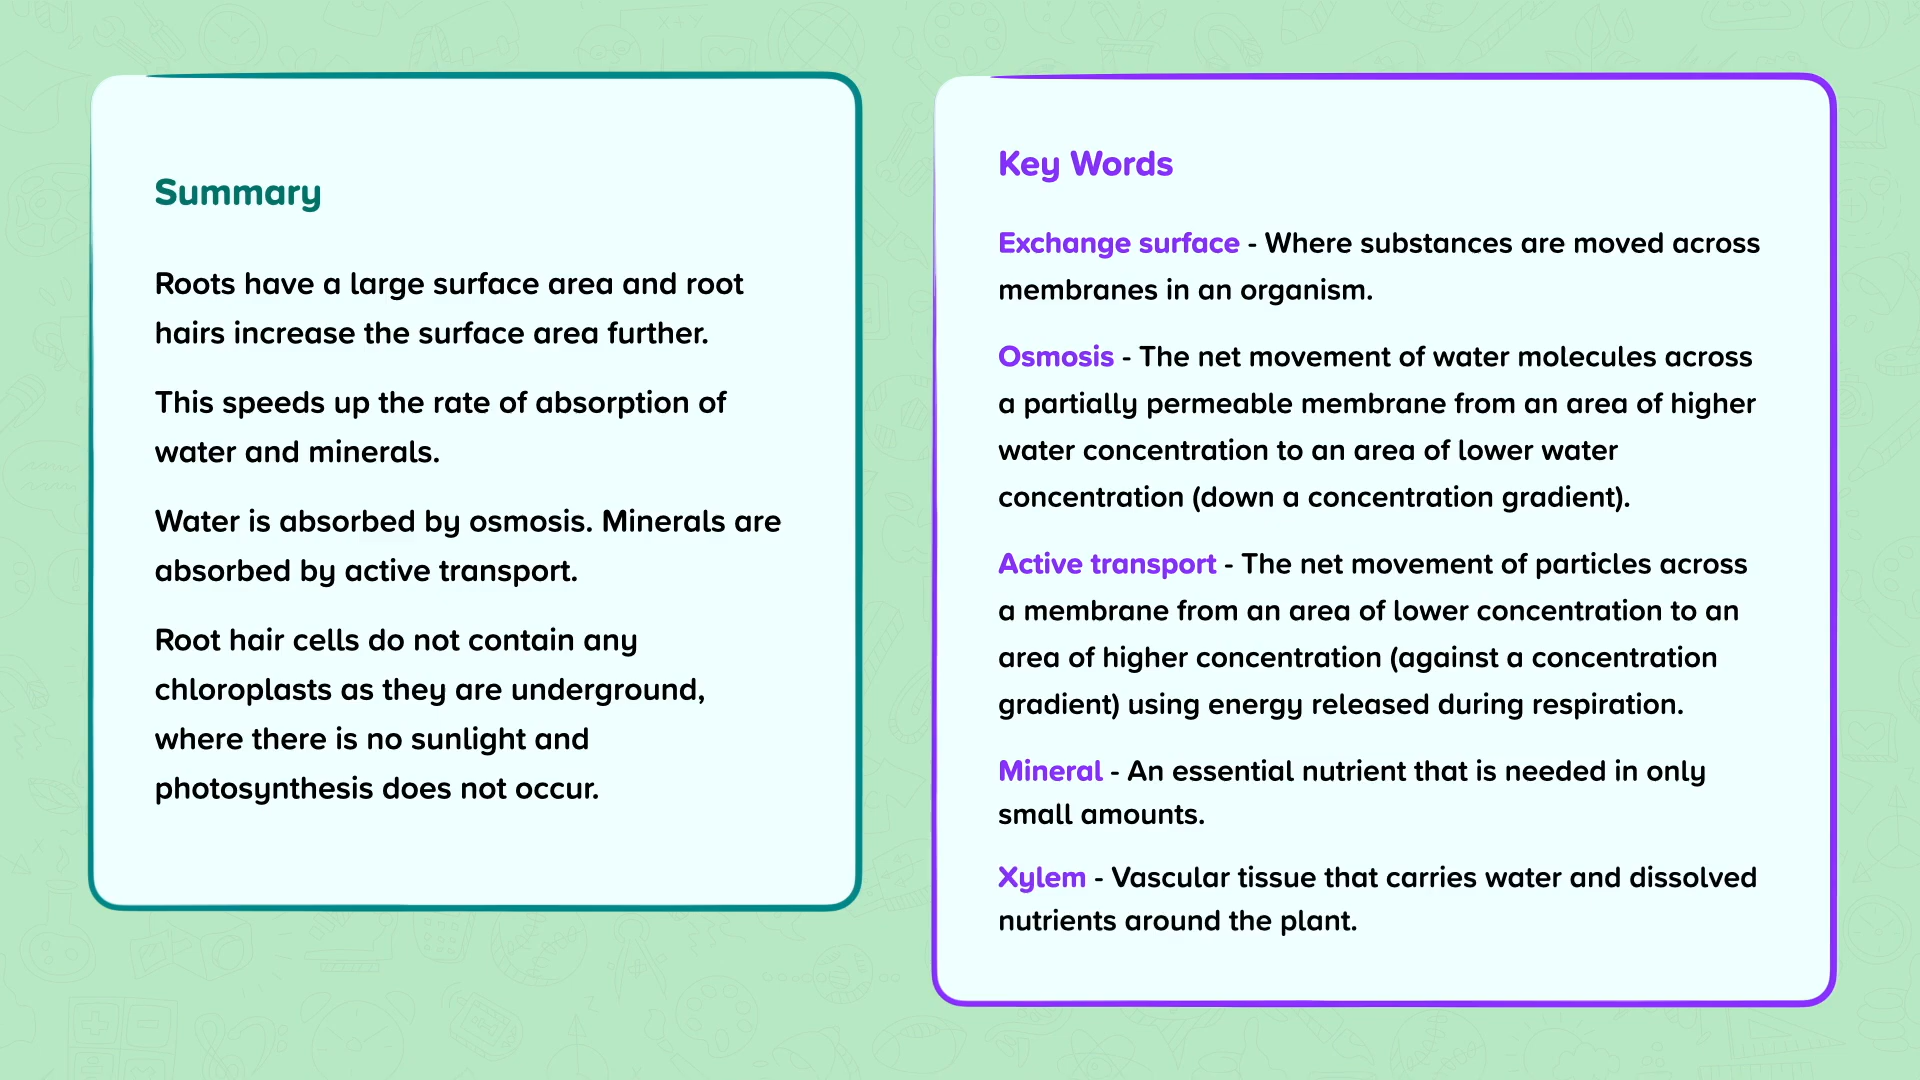 Summary
Roots have a large surface area and root
hairs increase the surface area further.
This speeds up the rate of absorption of
water and minerals.
Water is absorbed by osmosis. Minerals are
absorbed by active transport.
Root hair cells do not contain any
chloroplasts as they are underground,
where there is no sunlight and
photosynthesis does not occur.
Key Words
Exchange surface - Where substances are moved across
membranes in an organism.
Osmosis - The net movement of water molecules across
a partially permeable membrane from an area of higher
water concentration to an area of lower water
concentration (down a concentration gradient).
Active transport - The net movement of particles across
a membrane from an area of lower concentration to an
area of higher concentration (against a concentration
gradient) using energy released during respiration.
Mineral - An essential nutrient that is needed in only
small amounts.
Xylem - Vascular tissue that carries water and dissolved
nutrients around the plant.